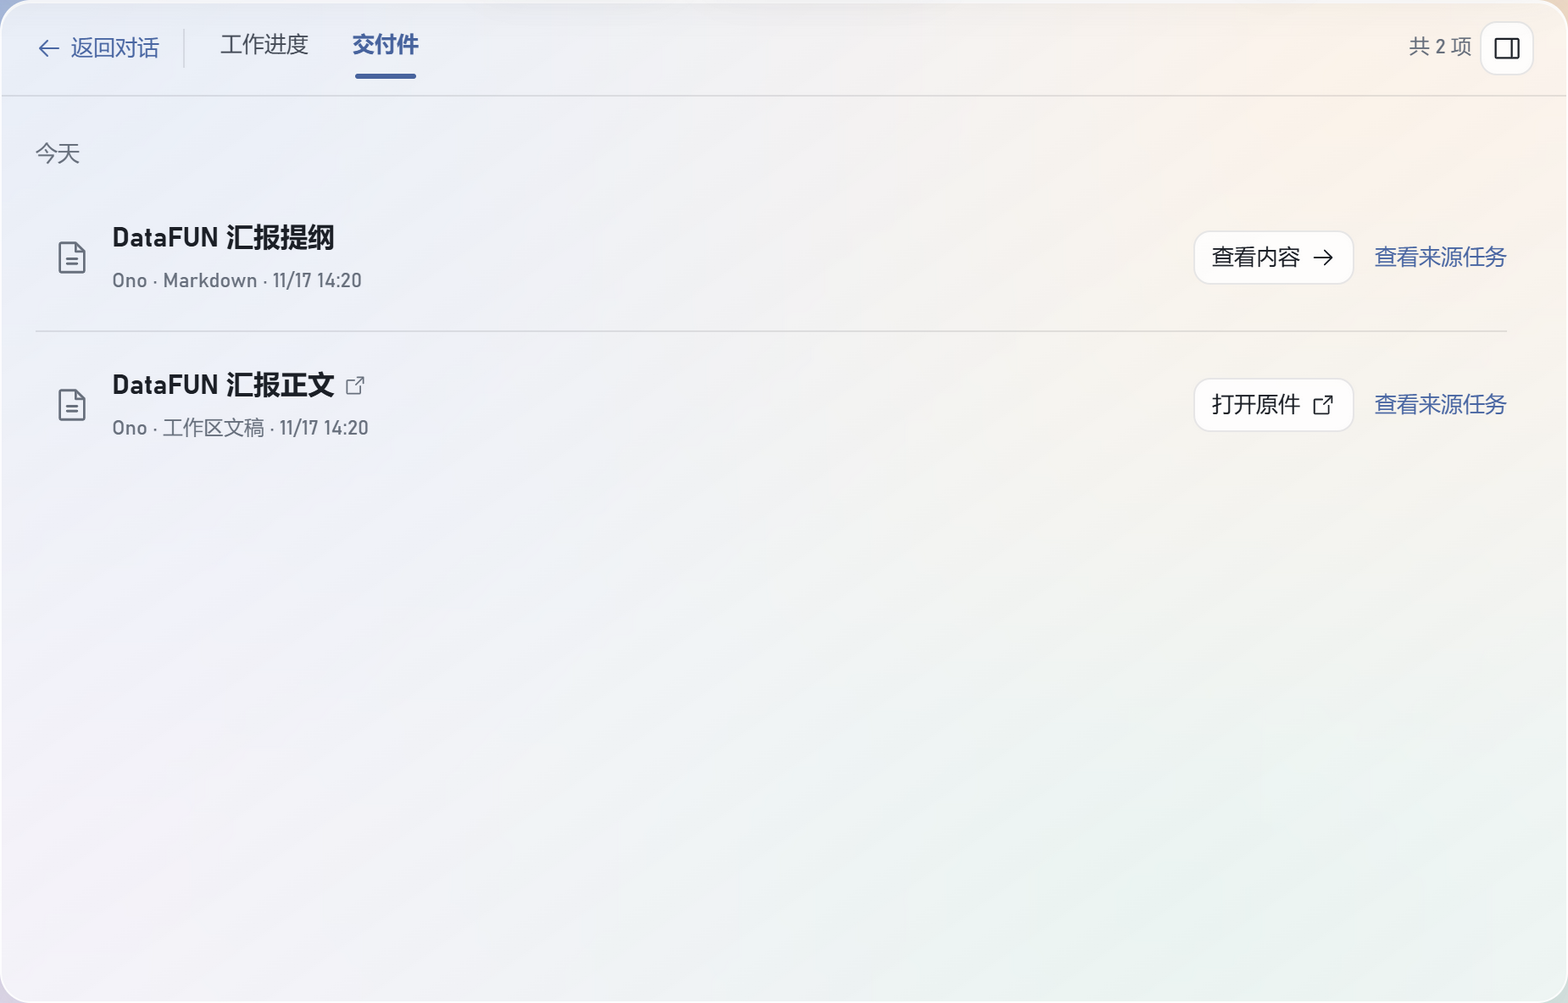 返回对话
工作进度
交付件
共 2 项
今天
DataFUN 汇报提纲
Ono · Markdown · 11/17 14:20
查看内容
查看来源任务
DataFUN 汇报正文
Ono · 工作区文稿 · 11/17 14:20
打开原件
查看来源任务